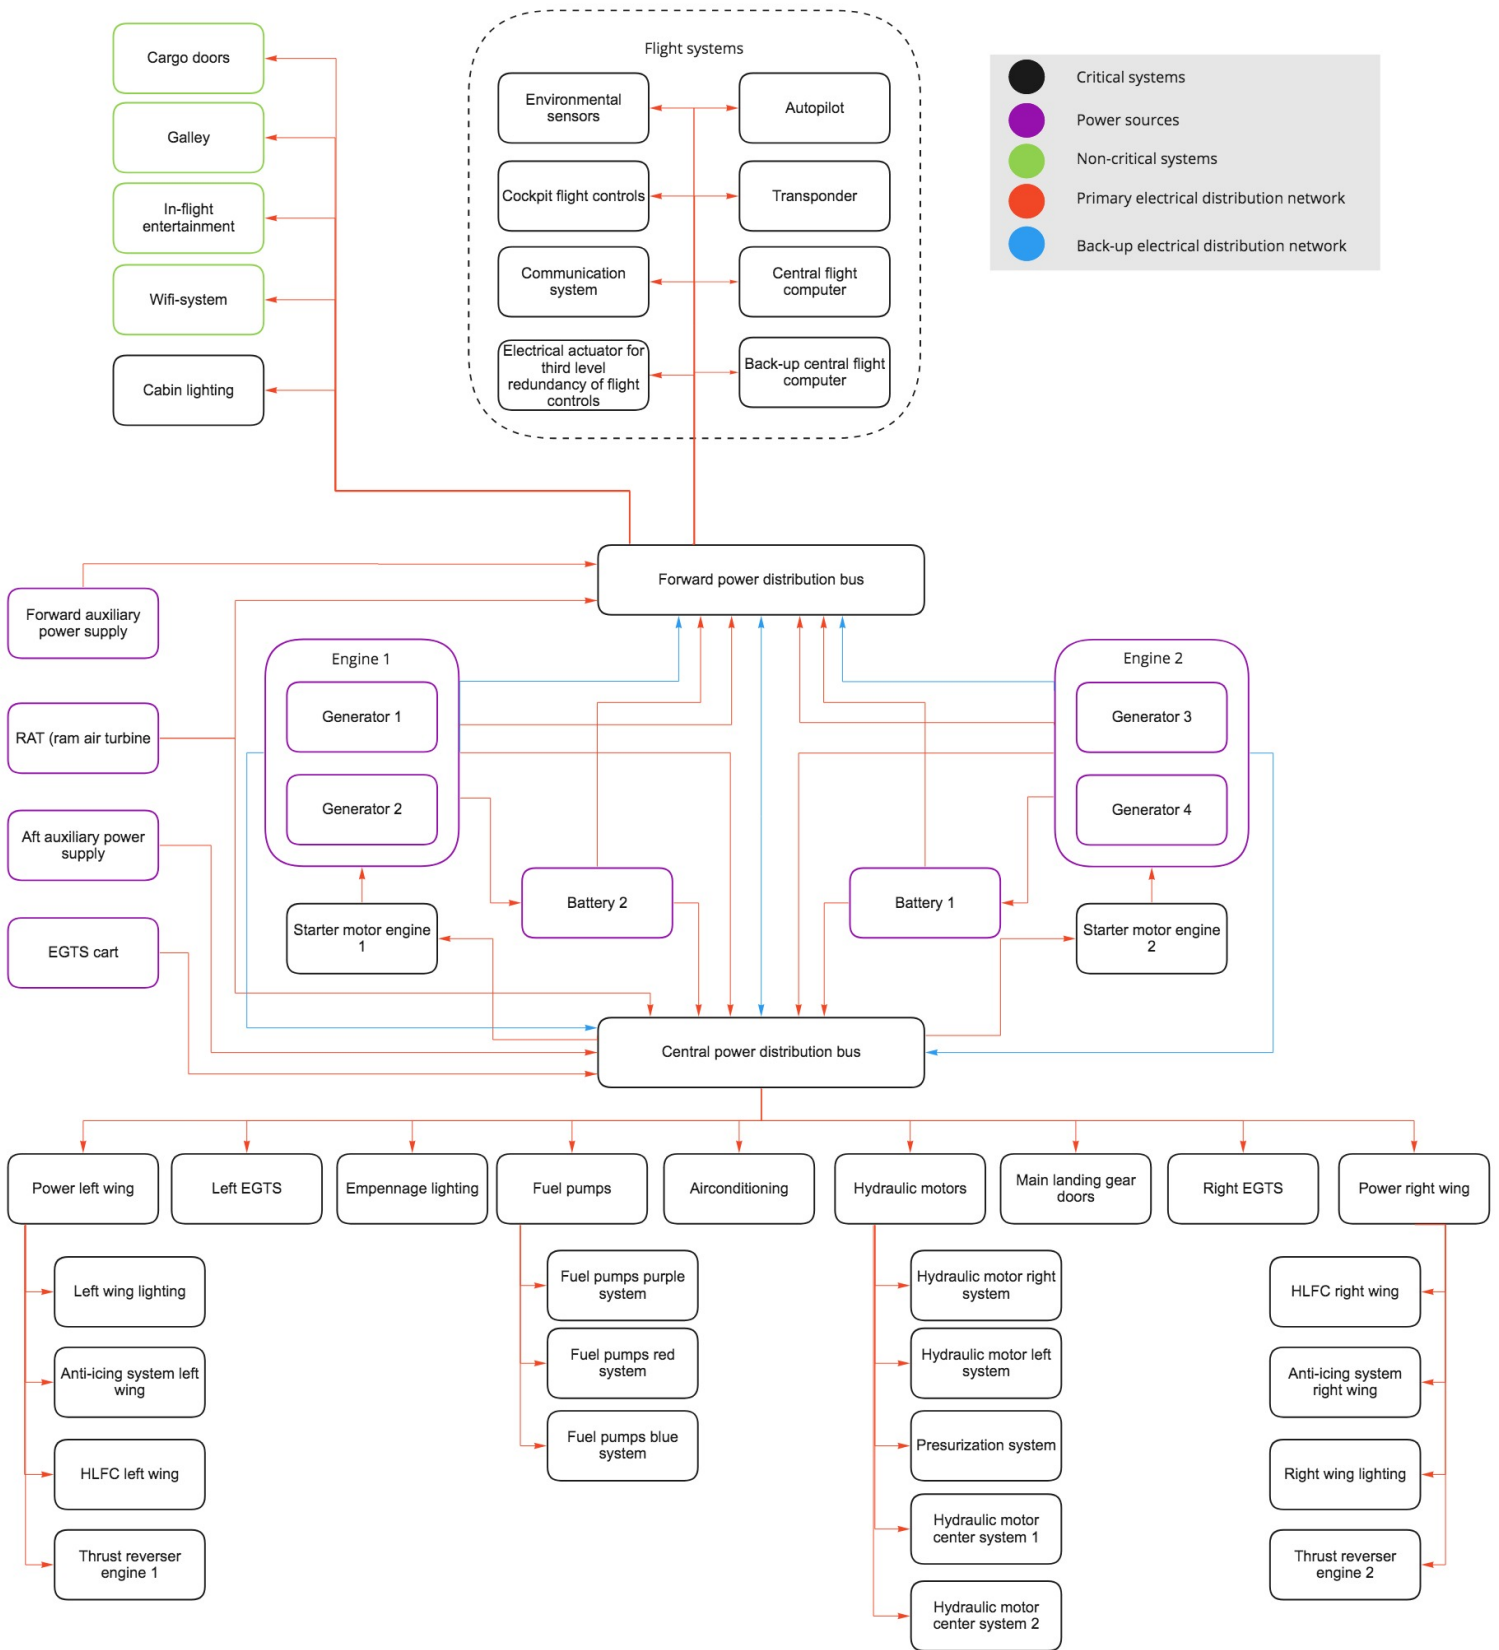 Cargo doors
Galley
In-flight
entertainment
Wifi-system
Cabin lighting
Flight systems
Environmental
sensors
Autopilot
Cockpit flight controls
Transponder
Communication
system
Central flight
computer
Electrical actuator for
third level
redundancy of flight
controls
Back-up central flight
computer
Critical systems
Power sources
Non-critical systems
Primary electrical distribution network
Back-up electrical distribution network
Forward power distribution bus
Forward auxiliary
power supply
RAT (ram air turbine
Aft auxiliary power
supply
EGTS cart
Engine 1
Generator 1
Generator 2
Starter motor engine
1
Battery 2
Battery 1
Engine 2
Generator 3
Generator 4
Starter motor engine
2
Central power distribution bus
Power left wing
Left EGTS
Empennage lighting
Fuel pumps
Airconditioning
Hydraulic motors
Main landing gear
doors
Right EGTS
Power right wing
Left wing lighting
Anti-icing system left
wing
HLFC left wing
Thrust reverser
engine 1
Fuel pumps purple
system
Fuel pumps red
system
Fuel pumps blue
system
Hydraulic motor right
system
Hydraulic motor left
system
Presurization system
Hydraulic motor
center system 1
Hydraulic motor
center system 2
HLFC right wing
Anti-icing system
right wing
Right wing lighting
Thrust reverser
engine 2